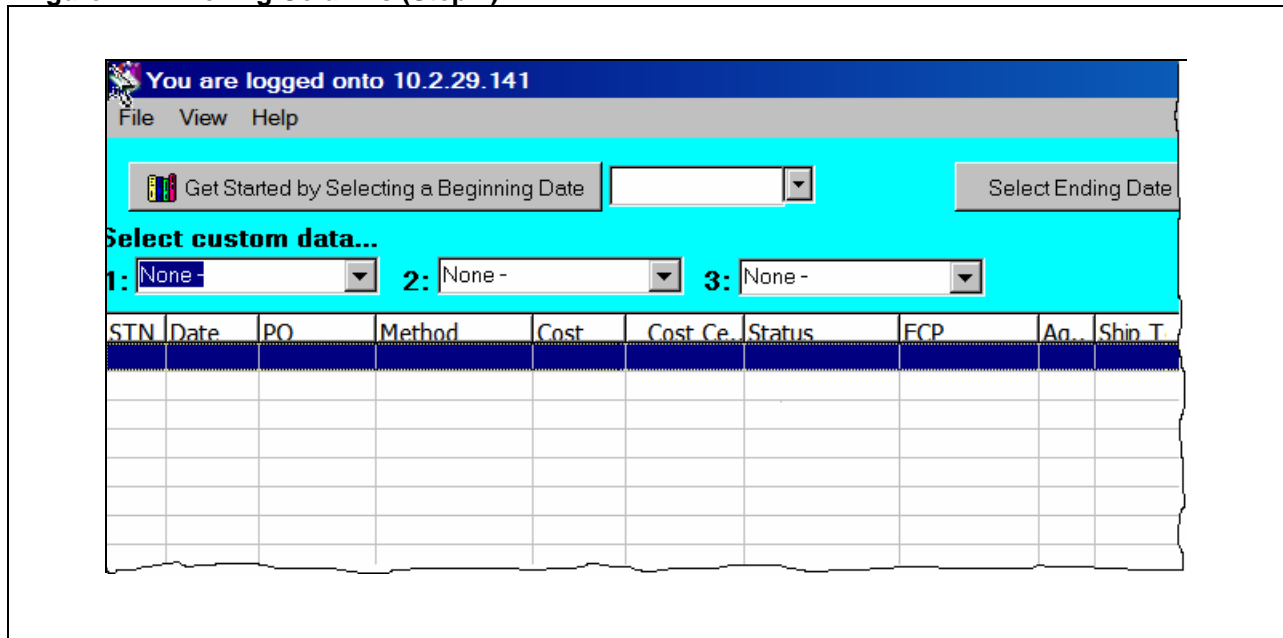 You are logged onto 10.2.29.141
File View Help
Get Started by Selecting a Beginning Date Select Ending Date
Select custom data...
1: None - 2: None - 3: None -
STN Date PO Method Cost Cost Ce.. Status FCP Ag.. Ship T